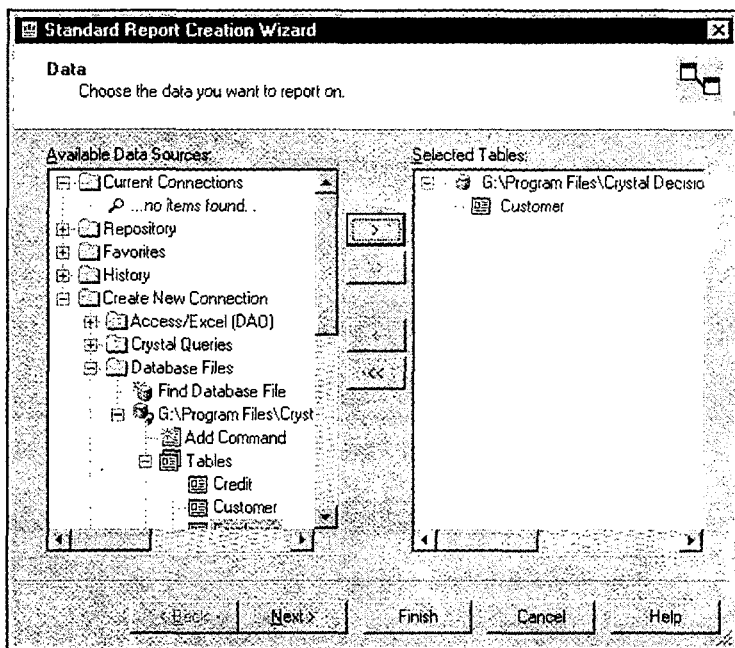 Standard Report Creation Wizard
Data
Choose the data you want to report on.
Available Data Sources:
Current Connections
...no items found..
Repository
Favorites
History
Create New Connection
Access/Excel (DAO)
Crystal Queries
Database Files
Find Database File
G:\Program Files\Cryst
Add Command
Tables
Credit
Customer
>
<
<<
Selected Tables:
G:\Program Files\Crystal Decisio
Customer
< Back
Next >
Finish
Cancel
Help